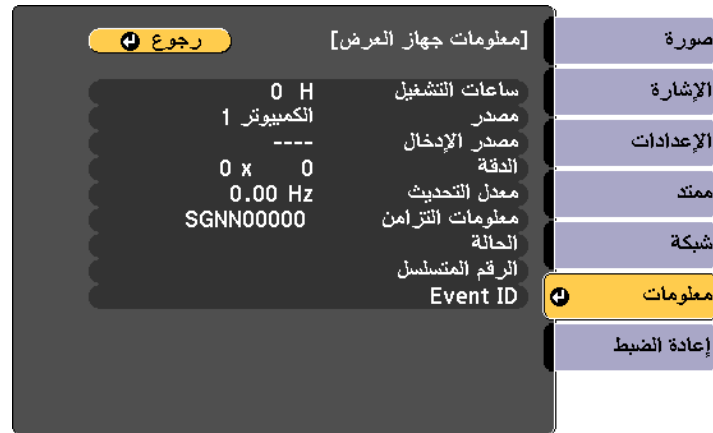 صورة
الإشارة
الإعدادات
ممتد
شبكة
معلومات
إعادة الضبط
[معلومات جهاز العرض]
رجوع
ساعات التشغيل 0 H
مصدر الكمبيوتر 1
مصدر الإدخال ----
الدقة 0 x 0
معدل التحديث 0.00 Hz
معلومات التزامن SGNN00000
الحالة
الرقم المتسلسل
Event ID